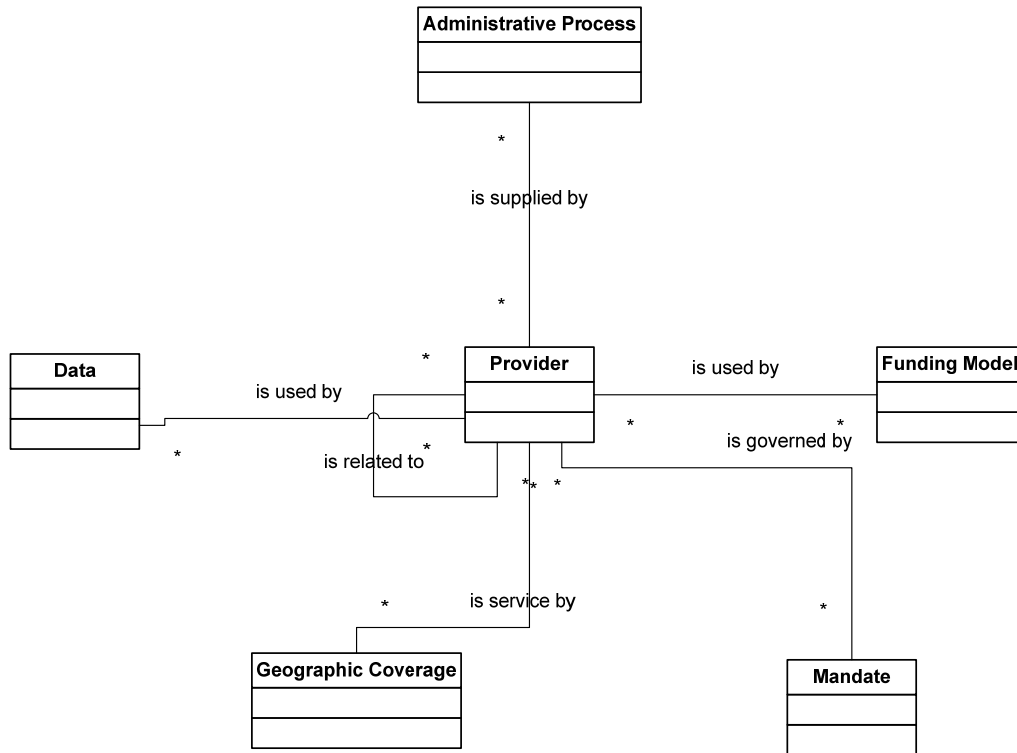 Administrative Process
*
is supplied by
*
*
Data
Provider
Funding Model
is used by
is used by
*
*
*
*
is related to
is governed by
*
*
*
*
*
is service by
Geographic Coverage
Mandate